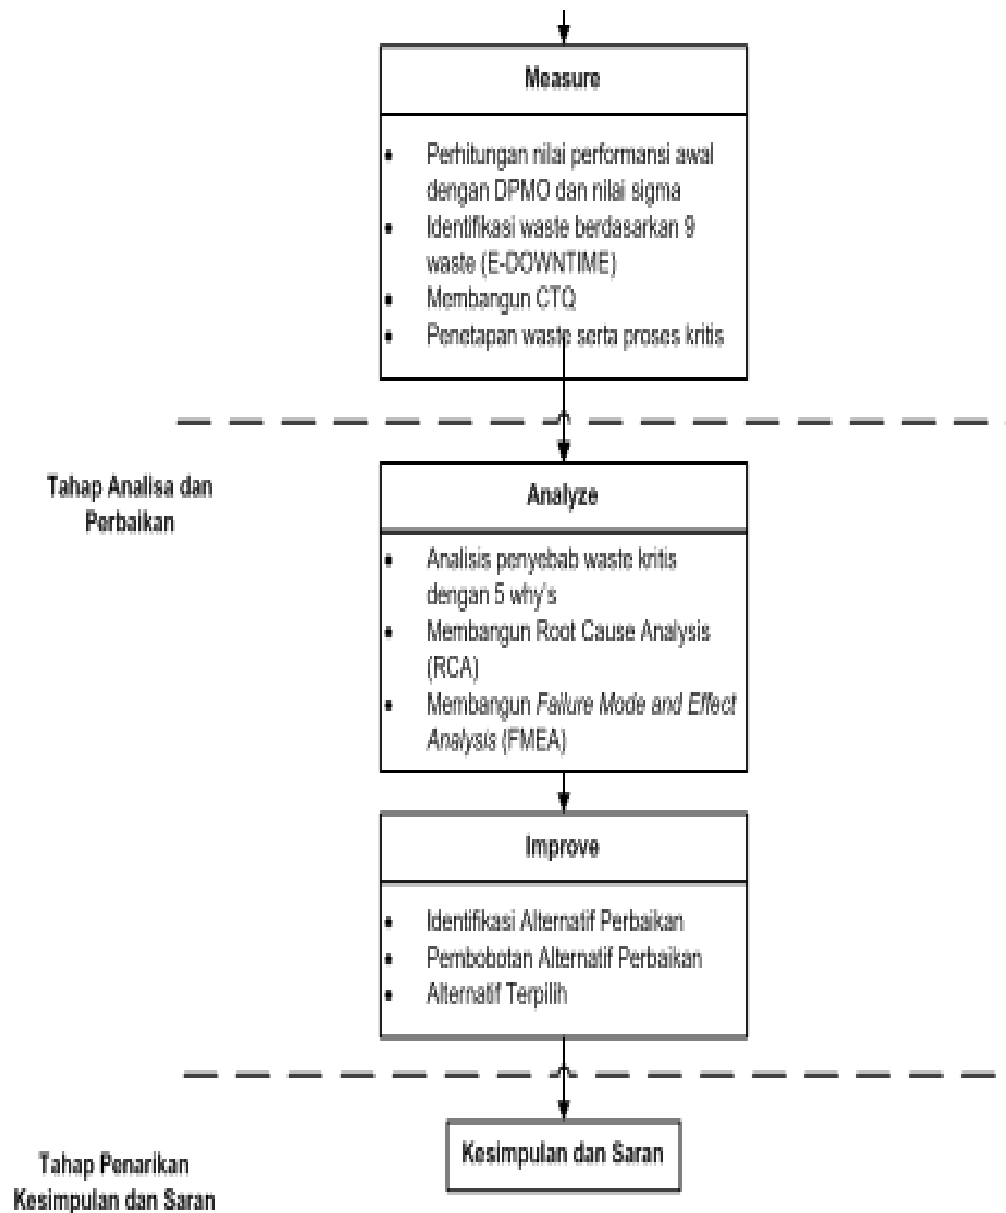 Measure
• Perhitungan nilai performansi awal
dengan DPMO dan nilai sigma
• Identifikasi waste berdasarkan 9
waste (E-DOWNTIME)
• Membangun CTQ
• Penetapan waste serta proses kritis
Tahap Analisa dan
Perbaikan
Analyze
• Analisis penyebab waste kritis
dengan 5 why's
• Membangun Root Cause Analysis
(RCA)
• Membangun Failure Mode and Effect
Analysis (FMEA)
Improve
• Identifikasi Alternatif Perbaikan
• Pembobotan Alternatif Perbaikan
• Alternatif Terpilih
Kesimpulan dan Saran
Tahap Penarikan
Kesimpulan dan Saran